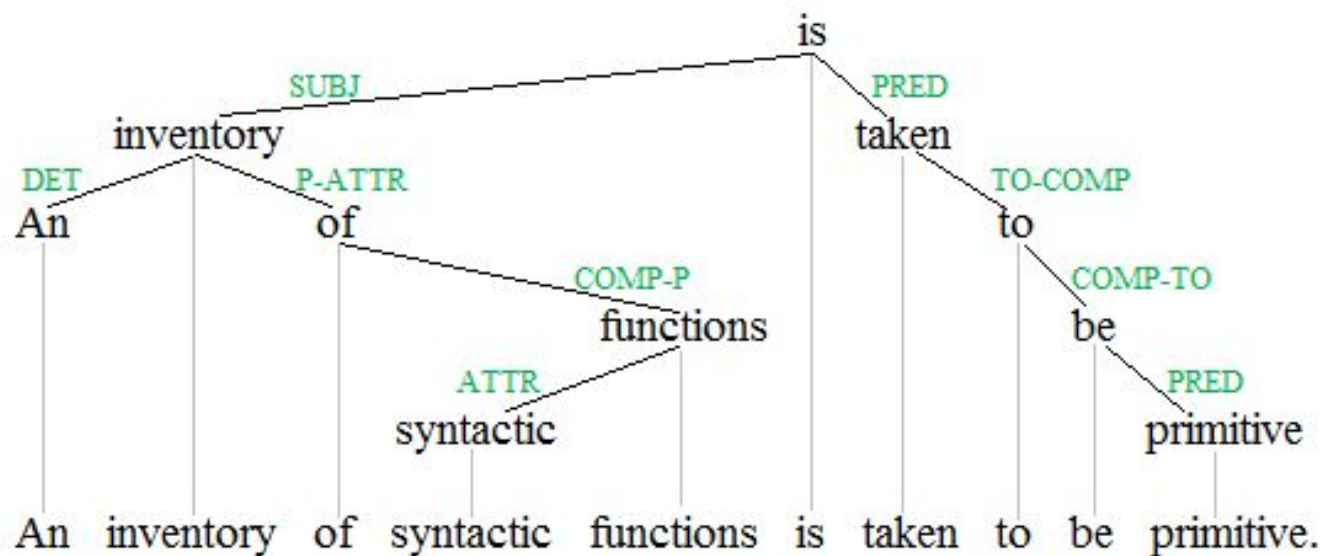 is
SUBJ PRED
inventory taken
DET P-ATTR TO-COMP
An of to
COMP-P COMP-TO
functions be
ATTR PRED
syntactic primitive
An inventory of syntactic functions is taken to be primitive.